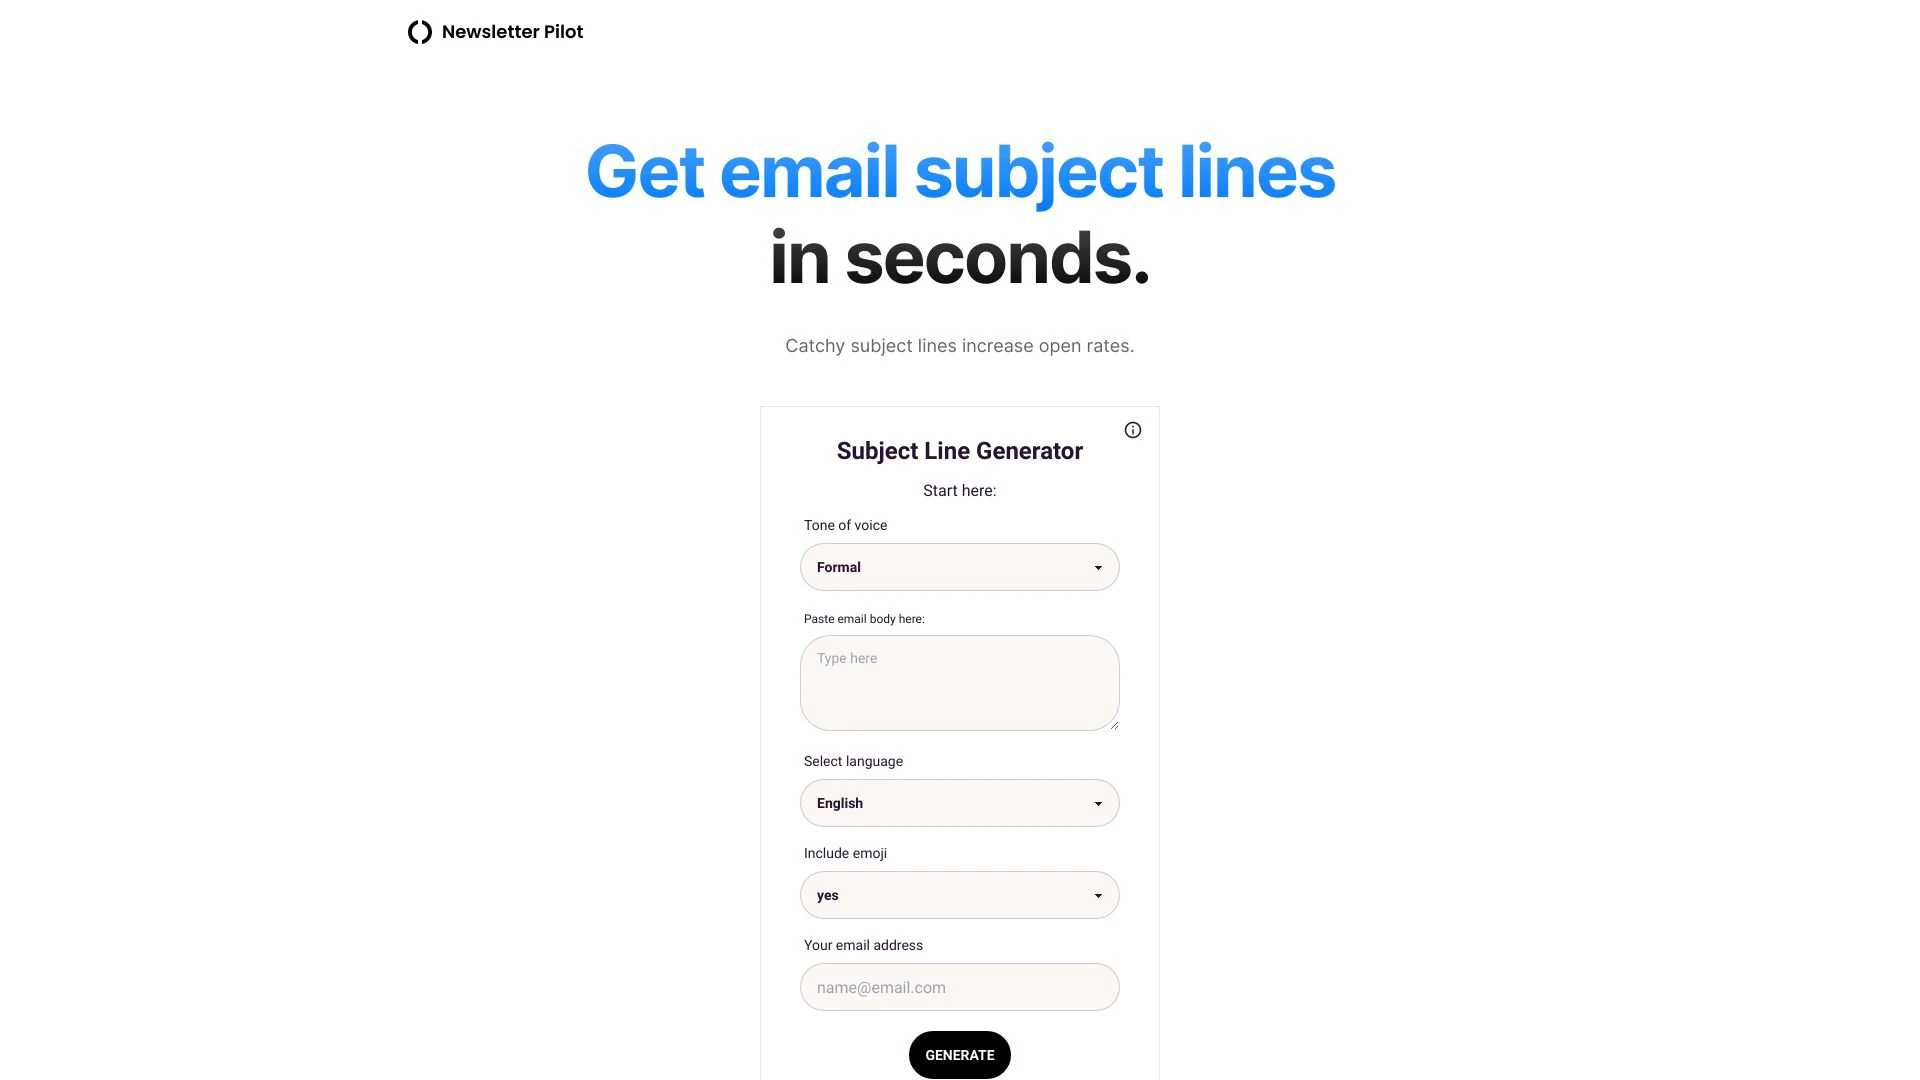 Newsletter Pilot
Get email subject lines
in seconds.
Catchy subject lines increase open rates.
Subject Line Generator
Start here:
Tone of voice
Formal
Paste email body here:
Type here
Select language
English
Include emoji
yes
Your email address
name@email.com
GENERATE